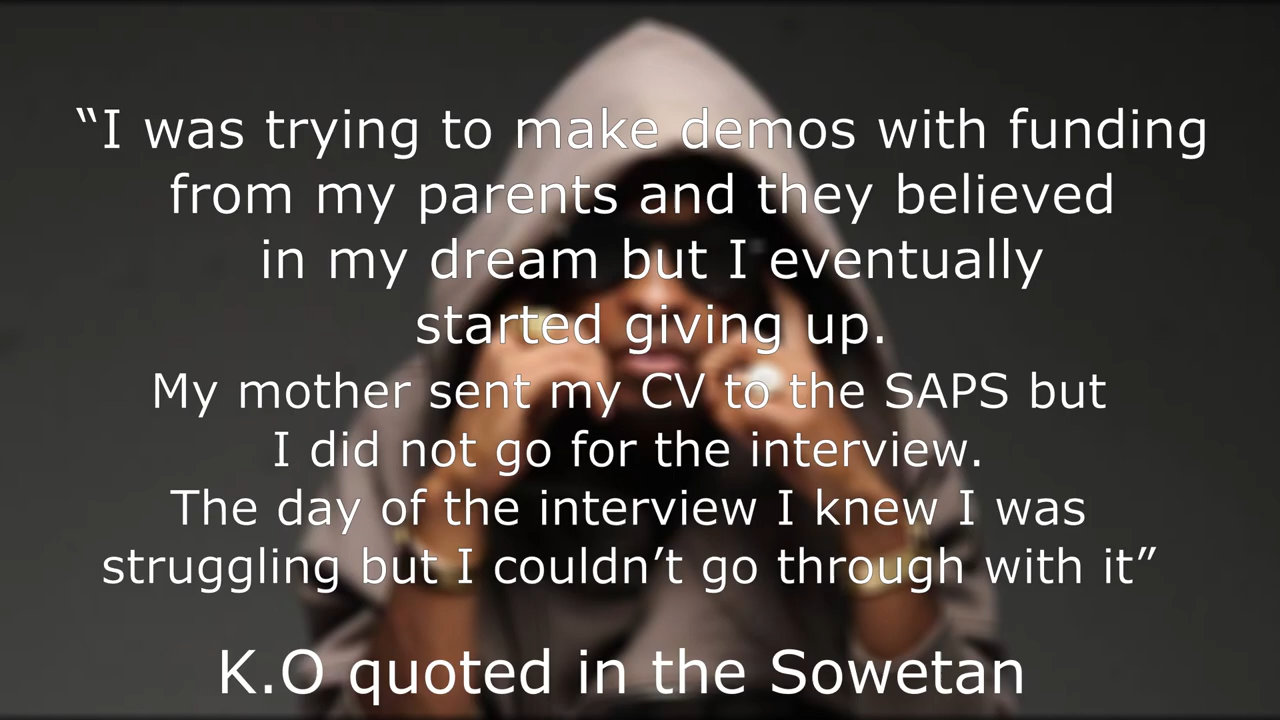 “I was trying to make demos with funding
from my parents and they believed
in my dream but I eventually
started giving up.
My mother sent my CV to the SAPS but
I did not go for the interview.
The day of the interview I knew I was
struggling but I couldn’t go through with it”
K.O quoted in the Sowetan